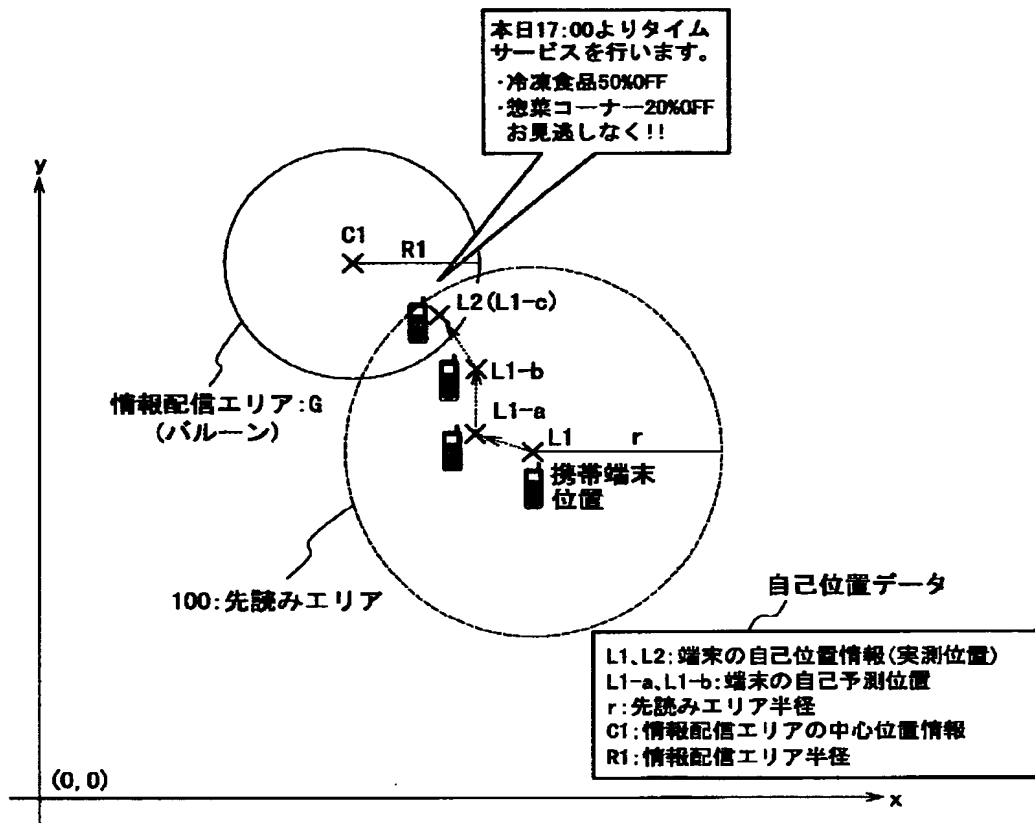 本日17:00よりタイム
サービスを行います。
・冷凍食品50%OFF
・惣菜コーナー20%OFF
お見逃しなく!!
y
C1
R1
L2(L1-c)
L1-b
情報配信エリア:G
(バルーン)
L1-a
L1
r
携帯端末
位置
100:先読みエリア
自己位置データ
L1、L2:端末の自己位置情報(実測位置)
L1-a、L1-b:端末の自己予測位置
r:先読みエリア半径
C1:情報配信エリアの中心位置情報
R1:情報配信エリア半径
(0,0)
x